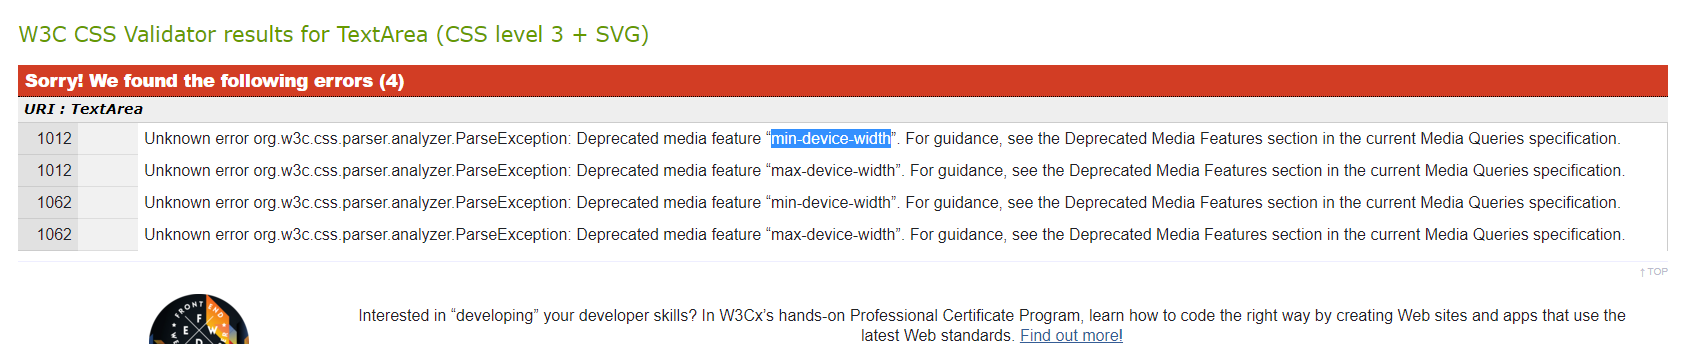 W3C CSS Validator results for TextArea (CSS level 3 + SVG)
Sorry! We found the following errors (4)
URI : TextArea
1012 Unknown error org.w3c.css.parser.analyzer.ParseException: Deprecated media feature “min-device-width”. For guidance, see the Deprecated Media Features section in the current Media Queries specification.
1012 Unknown error org.w3c.css.parser.analyzer.ParseException: Deprecated media feature “max-device-width”. For guidance, see the Deprecated Media Features section in the current Media Queries specification.
1062 Unknown error org.w3c.css.parser.analyzer.ParseException: Deprecated media feature “min-device-width”. For guidance, see the Deprecated Media Features section in the current Media Queries specification.
1062 Unknown error org.w3c.css.parser.analyzer.ParseException: Deprecated media feature “max-device-width”. For guidance, see the Deprecated Media Features section in the current Media Queries specification.
↑ TOP
FRONT END
Interested in “developing” your developer skills? In W3Cx’s hands-on Professional Certificate Program, learn how to code the right way by creating Web sites and apps that use the
latest Web standards. Find out more!